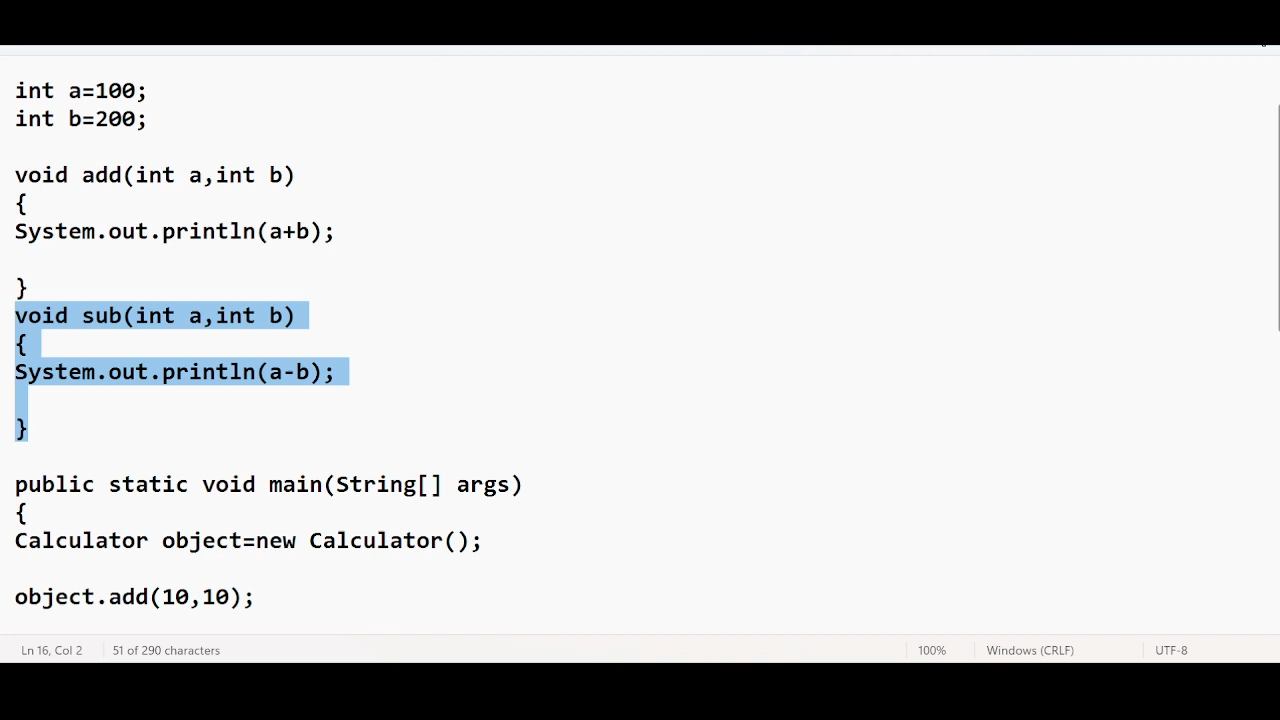 int a=100;
int b=200;
void add(int a,int b)
{
System.out.println(a+b);
}
void sub(int a,int b)
{
System.out.println(a-b);
}
public static void main(String[] args)
{
Calculator object=new Calculator();
object.add(10,10);
Ln 16, Col 2 51 of 290 characters 100% Windows (CRLF) UTF-8